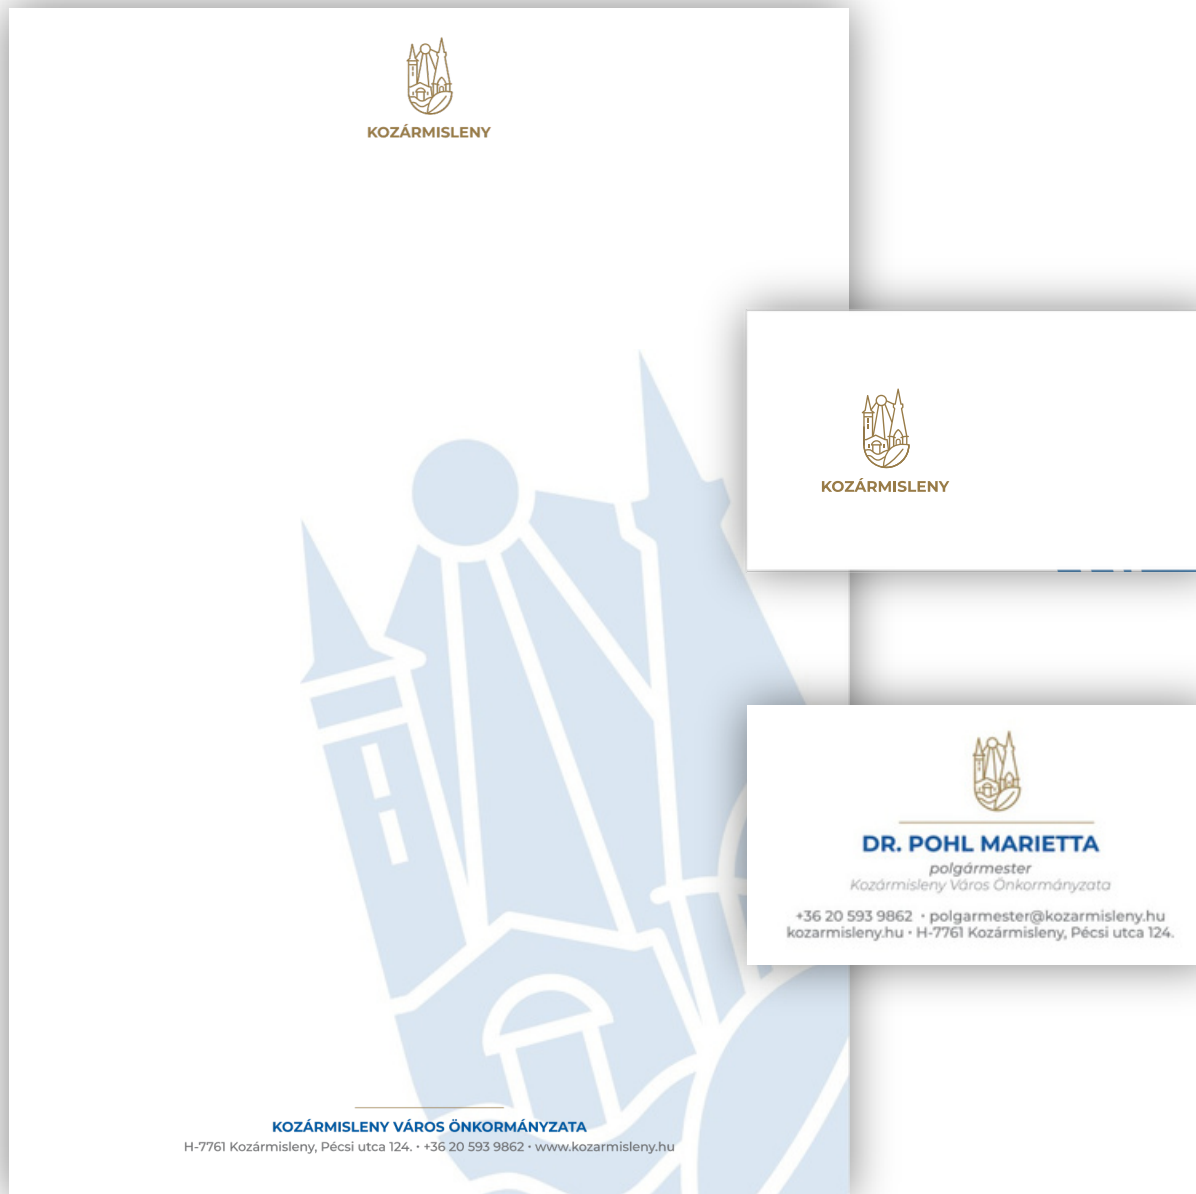 KOZÁRMISLENY
KOZÁRMISLENY
DR. POHL MARIETTA
polgármester
Kozármisleny Város Önkormányzata
+36 20 593 9862 • polgarmester@kozarmisleny.hu
kozarmisleny.hu • H-7761 Kozármisleny, Pécsi utca 124.
KOZÁRMISLENY VÁROS ÖNKORMÁNYZATA
H-7761 Kozármisleny, Pécsi utca 124. • +36 20 593 9862 • www.kozarmisleny.hu